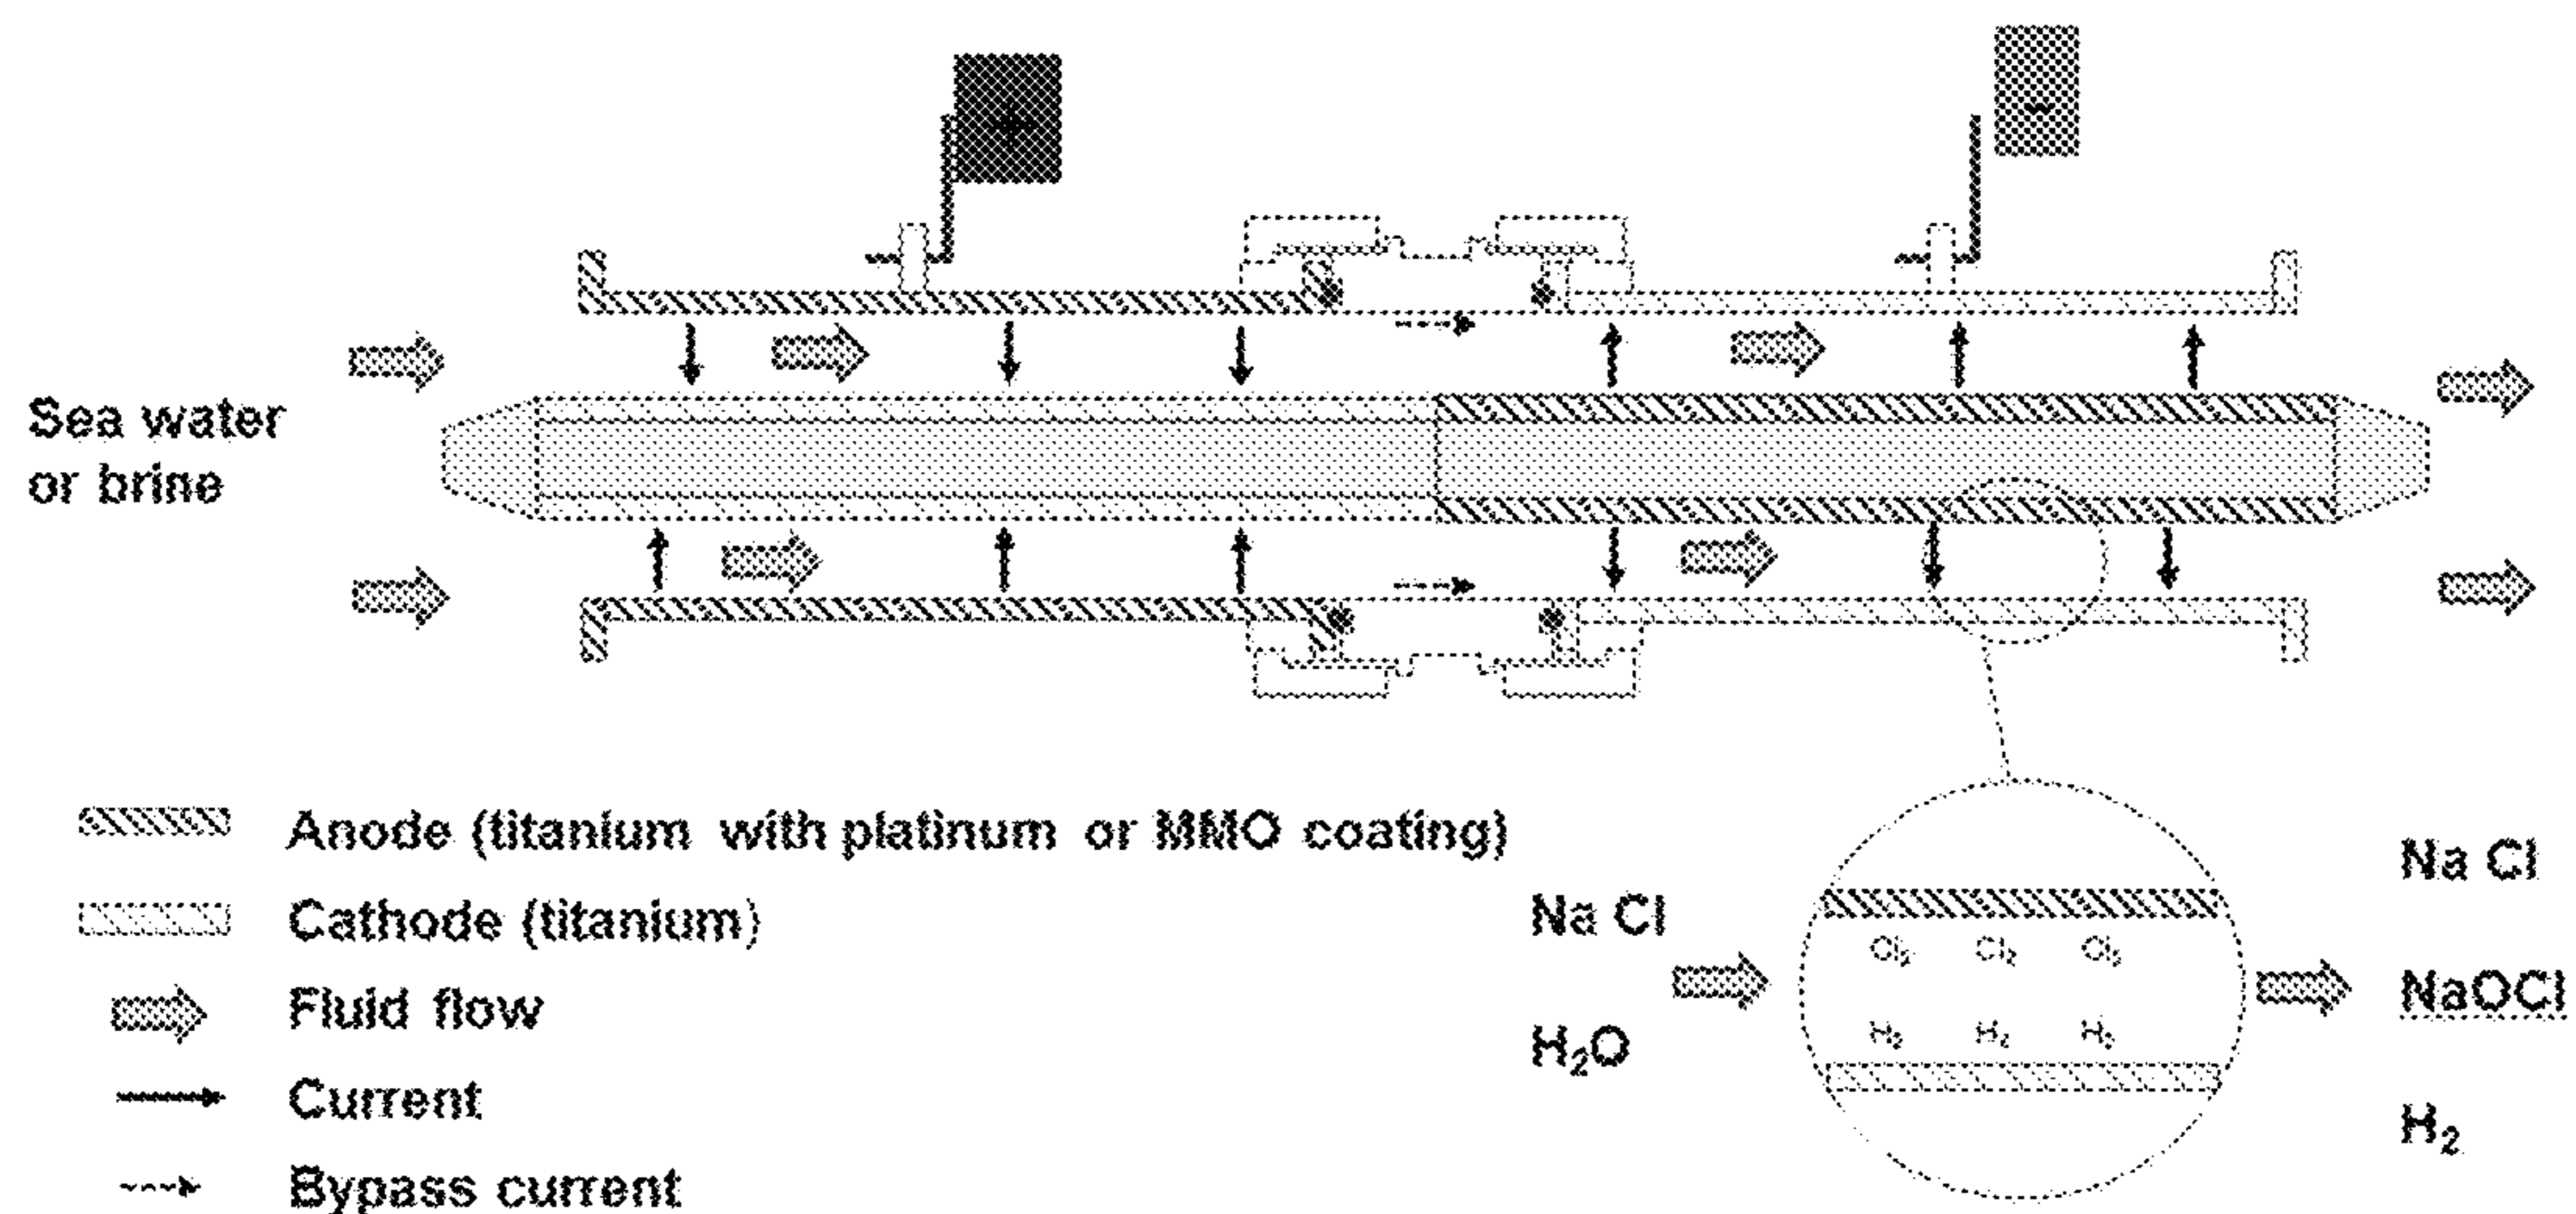 +
-
Sea water
or brine
Anode (titanium with platinum or MMO coating)
Cathode (titanium)
Fluid flow
Current
Bypass current
Na Cl
H₂O
Cl₂ Cl₂ Cl₂
H₂ H₂ H₂
Na Cl
NaOCl
H₂